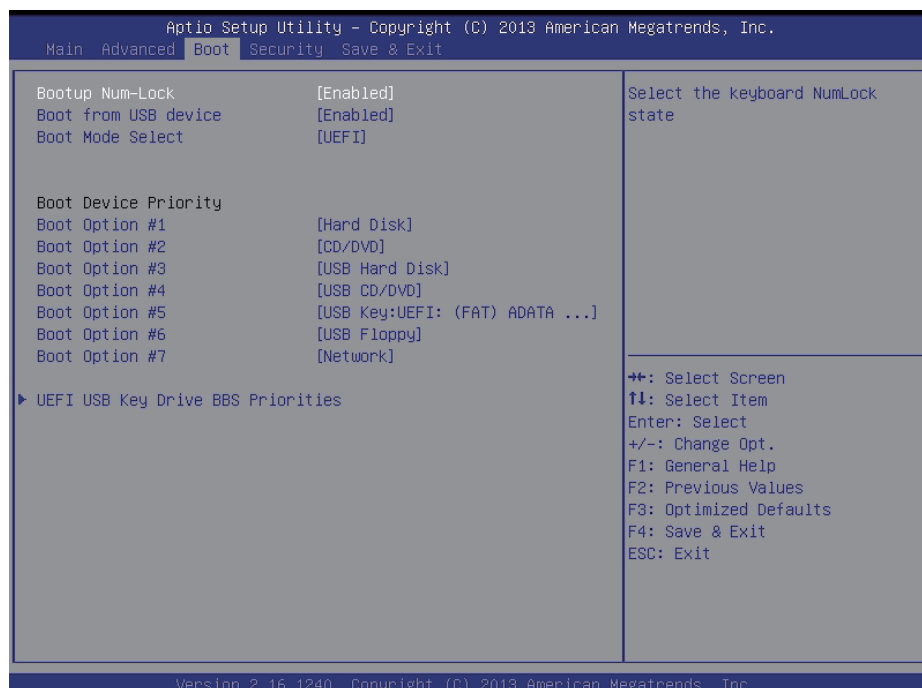 Aptio Setup Utility – Copyright (C) 2013 American Megatrends, Inc.
Main Advanced Boot Security Save & Exit
Bootup Num-Lock [Enabled]
Boot from USB device [Enabled]
Boot Mode Select [UEFI]
Boot Device Priority
Boot Option #1 [Hard Disk]
Boot Option #2 [CD/DVD]
Boot Option #3 [USB Hard Disk]
Boot Option #4 [USB CD/DVD]
Boot Option #5 [USB Key:UEFI: (FAT) ADATA ...]
Boot Option #6 [USB Floppy]
Boot Option #7 [Network]
UEFI USB Key Drive BBS Priorities
Select the keyboard NumLock
state
→←: Select Screen
↑↓: Select Item
Enter: Select
+/-: Change Opt.
F1: General Help
F2: Previous Values
F3: Optimized Defaults
F4: Save & Exit
ESC: Exit
Version 2.16.1240. Copyright (C) 2013 American Megatrends, Inc.